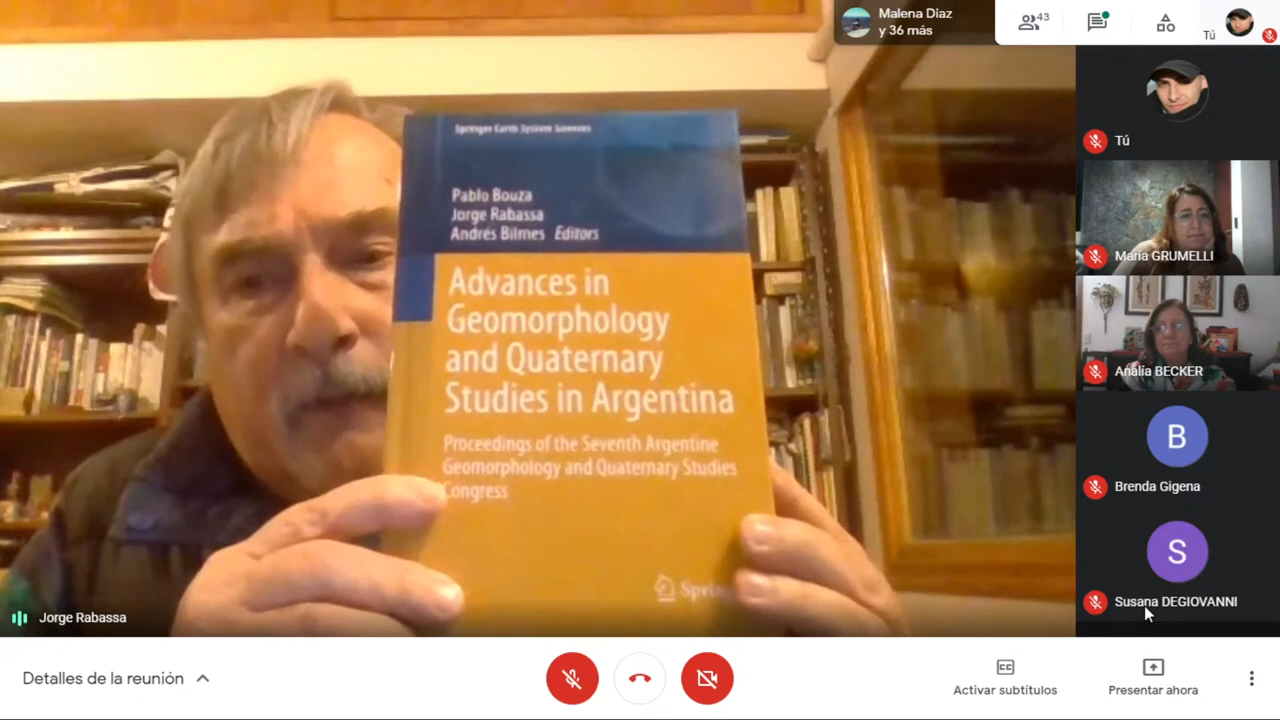 Malena Diaz
y 36 más
43
Tú
Springer Earth System Sciences
Pablo Bouza
Jorge Rabassa
Andrés Bilmes Editors
Advances in
Geomorphology
and Quaternary
Studies in Argentina
Proceedings of the Seventh Argentine
Geomorphology and Quaternary Studies
Congress
Tú
María GRUMELLI
Analía BECKER
B
Brenda Gigena
S
Susana DEGIOVANNI
Jorge Rabassa
Detalles de la reunión
CC
Activar subtítulos
Presentar ahora